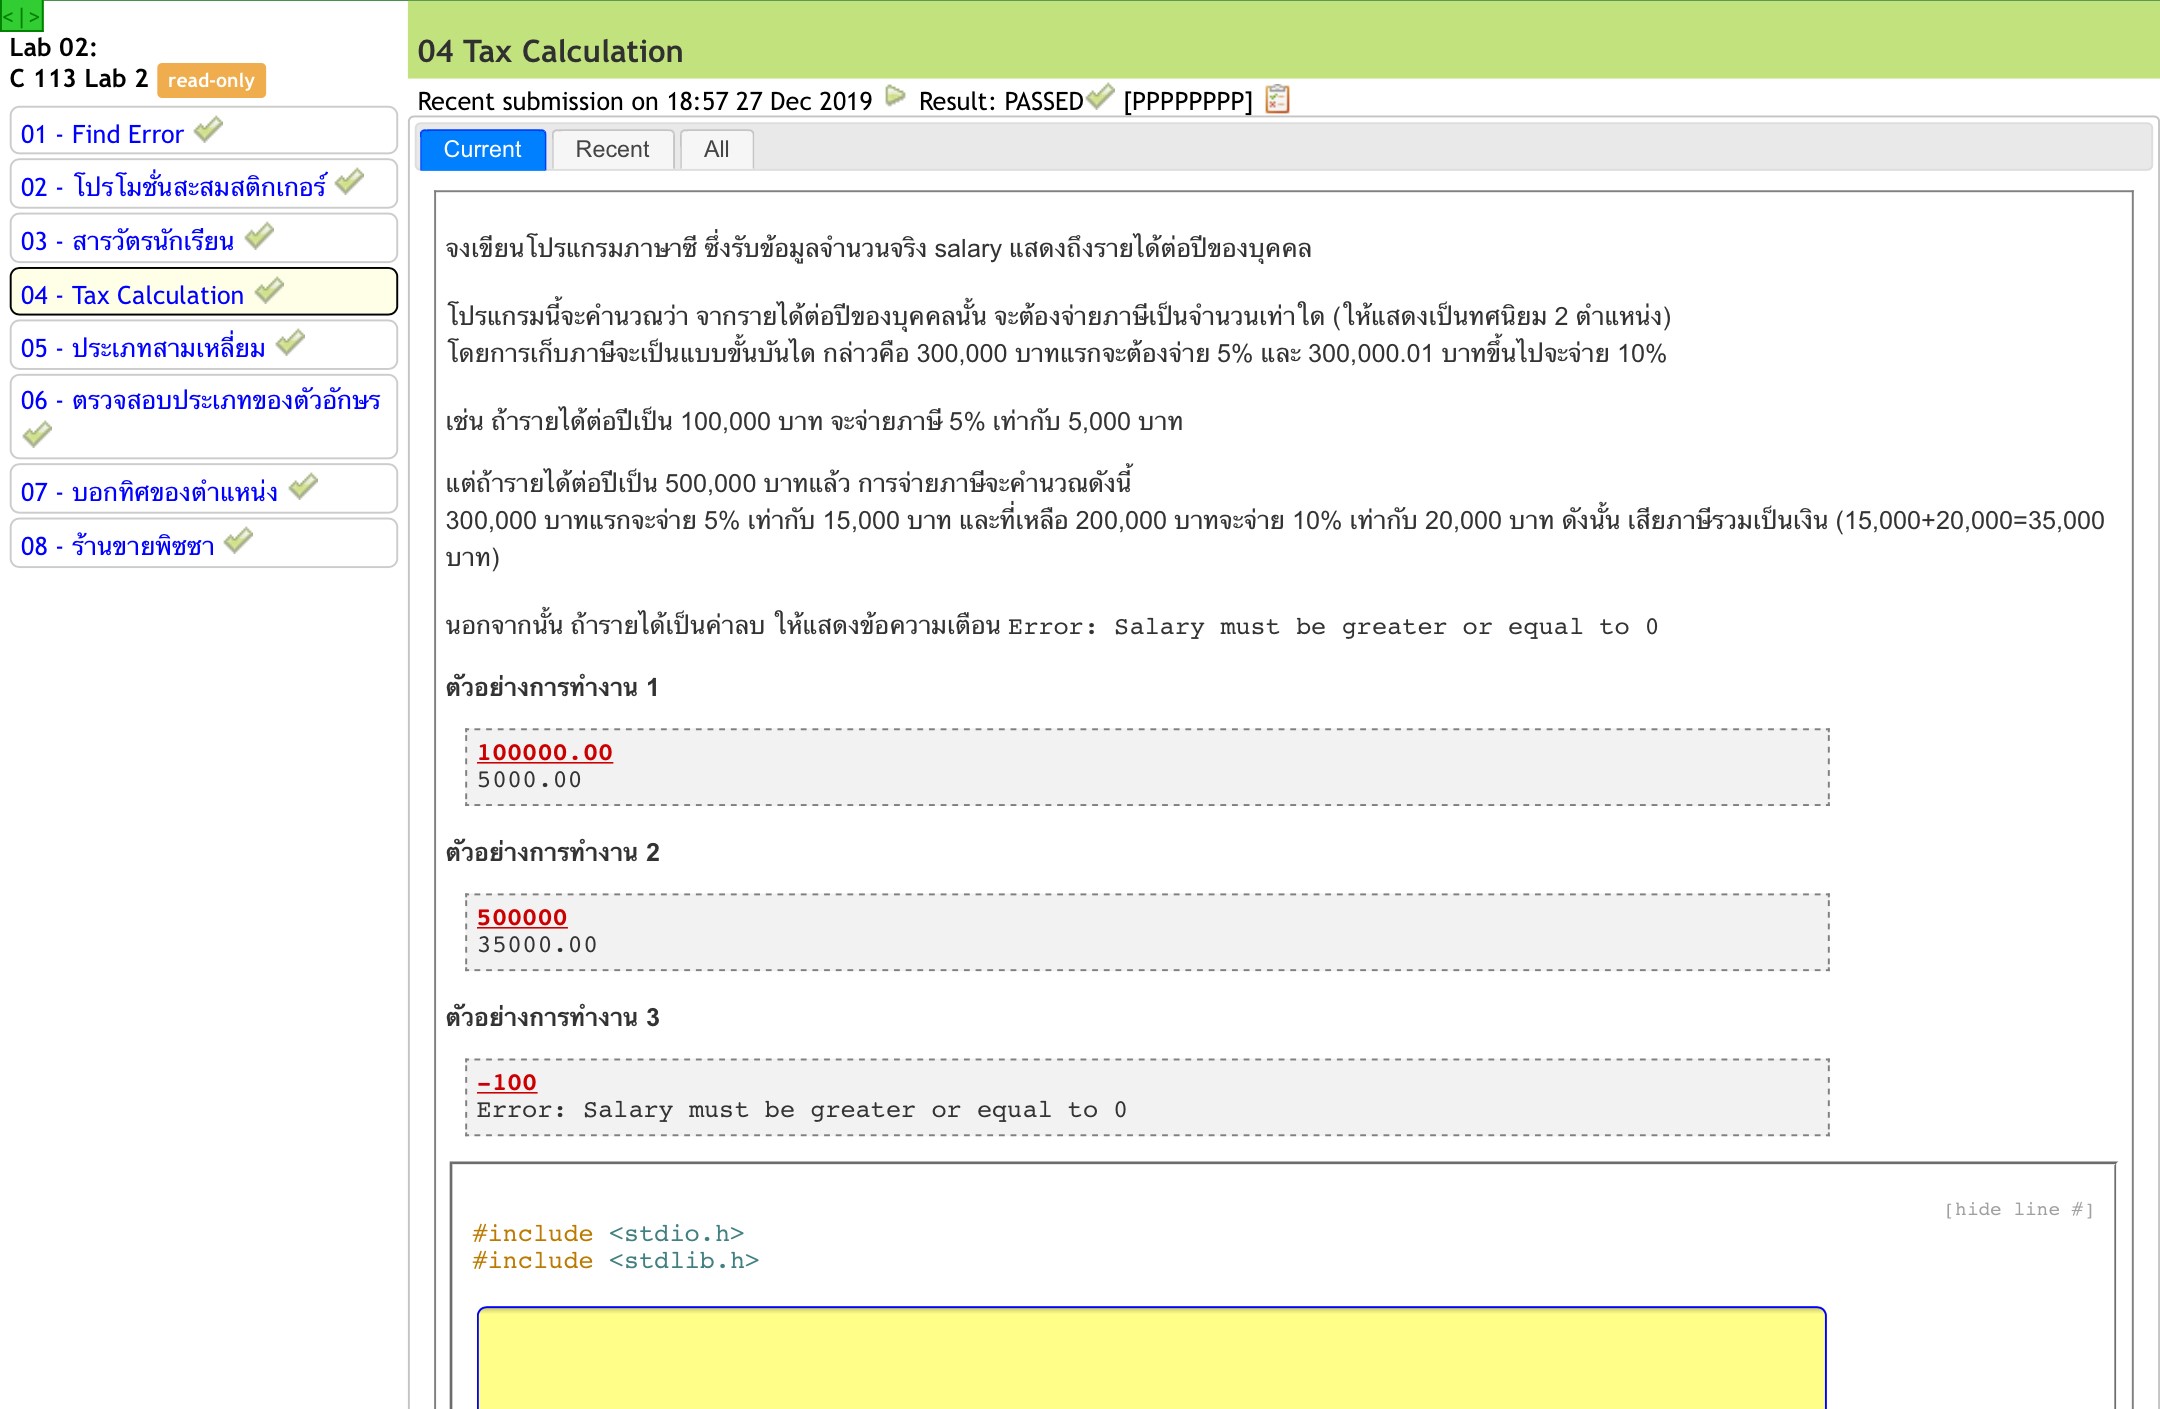 <|>
Lab 02:
C 113 Lab 2 read-only
01 - Find Error
02 - โปรโมชั่นสะสมสติกเกอร์
03 - สารวัตรนักเรียน
04 - Tax Calculation
05 - ประเภทสามเหลี่ยม
06 - ตรวจสอบประเภทของตัวอักษร
07 - บอกทิศของตำแหน่ง
08 - ร้านขายพิซซา
04 Tax Calculation
Recent submission on 18:57 27 Dec 2019 Result: PASSED [PPPPPPPP]
Current Recent All
จงเขียนโปรแกรมภาษาซี ซึ่งรับข้อมูลจำนวนจริง salary แสดงถึงรายได้ต่อปีของบุคคล
โปรแกรมนี้จะคำนวณว่า จากรายได้ต่อปีของบุคคลนั้น จะต้องจ่ายภาษีเป็นจำนวนเท่าใด (ให้แสดงเป็นทศนิยม 2 ตำแหน่ง)
โดยการเก็บภาษีจะเป็นแบบขั้นบันได กล่าวคือ 300,000 บาทแรกจะต้องจ่าย 5% และ 300,000.01 บาทขึ้นไปจะจ่าย 10%
เช่น ถ้ารายได้ต่อปีเป็น 100,000 บาท จะจ่ายภาษี 5% เท่ากับ 5,000 บาท
แต่ถ้ารายได้ต่อปีเป็น 500,000 บาทแล้ว การจ่ายภาษีจะคำนวณดังนี้
300,000 บาทแรกจะจ่าย 5% เท่ากับ 15,000 บาท และที่เหลือ 200,000 บาทจะจ่าย 10% เท่ากับ 20,000 บาท ดังนั้น เสียภาษีรวมเป็นเงิน (15,000+20,000=35,000
บาท)
นอกจากนั้น ถ้ารายได้เป็นค่าลบ ให้แสดงข้อความเตือน Error: Salary must be greater or equal to 0
ตัวอย่างการทำงาน 1
100000.00
5000.00
ตัวอย่างการทำงาน 2
500000
35000.00
ตัวอย่างการทำงาน 3
-100
Error: Salary must be greater or equal to 0
[hide line #]
#include <stdio.h>
#include <stdlib.h>